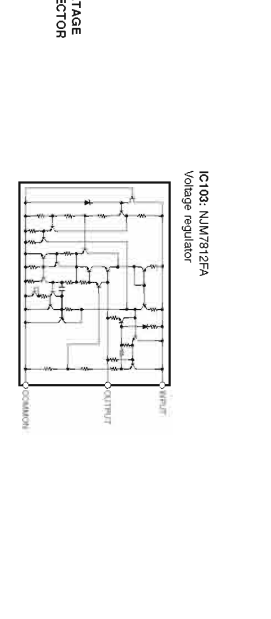 TAGE
ECTOR
IC103: NJM7812FA
Voltage regulator
INPUT
OUTPUT
COMMON